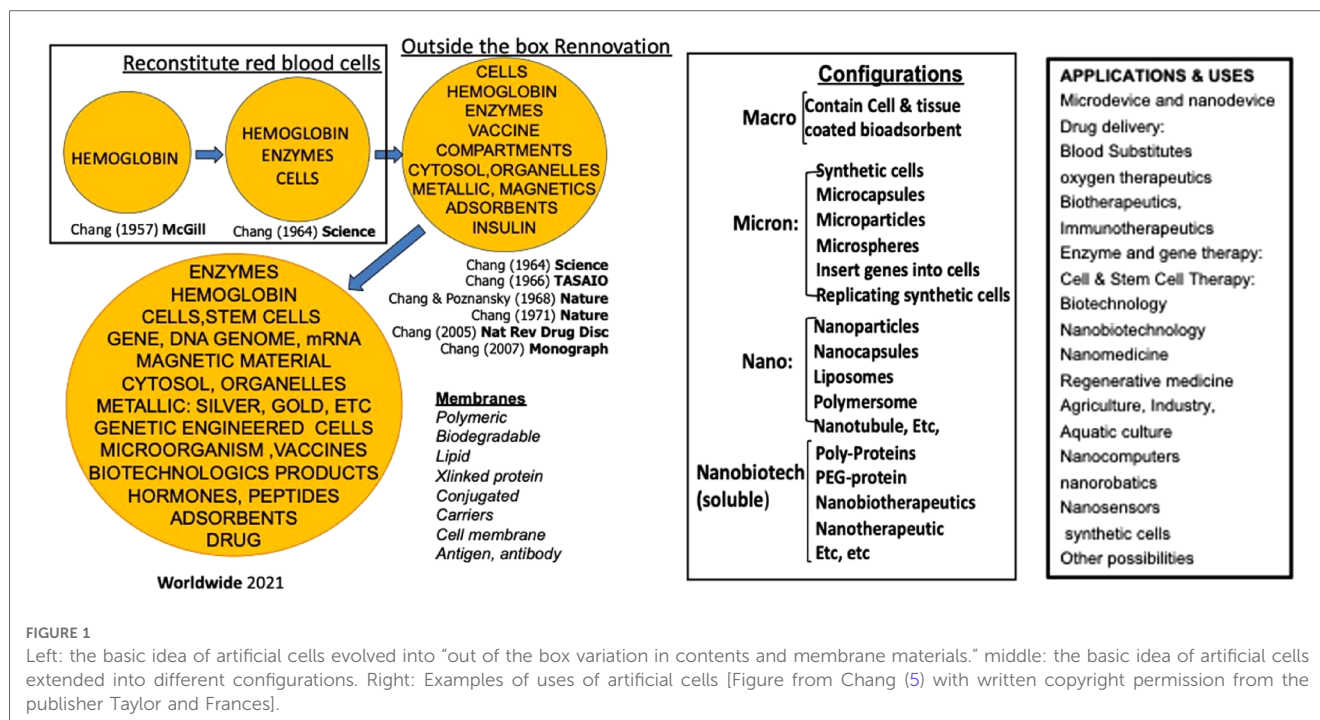 Reconstitute red blood cells
HEMOGLOBIN
Chang (1957) McGill
HEMOGLOBIN
ENZYMES
CELLS
Chang (1964) Science
Outside the box Rennovation
CELLS
HEMOGLOBIN
ENZYMES
VACCINE
COMPARTMENTS
CYTOSOL,ORGANELLES
METALLIC, MAGNETICS
ADSORBENTS
INSULIN
Chang (1964) Science
Chang (1966) TASAIO
Chang & Poznansky (1968) Nature
Chang (1971) Nature
Chang (2005) Nat Rev Drug Disc
Chang (2007) Monograph
ENZYMES
HEMOGLOBIN
CELLS,STEM CELLS
GENE, DNA GENOME, mRNA
MAGNETIC MATERIAL
CYTOSOL, ORGANELLES
METALLIC: SILVER, GOLD, ETC
GENETIC ENGINEERED CELLS
MICROORGANISM ,VACCINES
BIOTECHNOLOGICS PRODUCTS
HORMONES, PEPTIDES
ADSORBENTS
DRUG
Worldwide 2021
Membranes
Polymeric
Biodegradable
Lipid
Xlinked protein
Conjugated
Carriers
Cell membrane
Antigen, antibody
Configurations
Macro
Contain Cell & tissue
coated bioadsorbent
Micron:
Synthetic cells
Microcapsules
Microparticles
Microspheres
Insert genes into cells
Replicating synthetic cells
Nano:
Nanoparticles
Nanocapsules
Liposomes
Polymersome
Nanotubule, Etc,
Nanobiotech
(soluble)
Poly-Proteins
PEG-protein
Nanobiotherapeutics
Nanotherapeutic
Etc, etc
APPLICATIONS & USES
Microdevice and nanodevice
Drug delivery:
Blood Substitutes
oxygen therapeutics
Biotherapeutics,
Immunotherapeutics
Enzyme and gene therapy:
Cell & Stem Cell Therapy:
Biotechnology
Nanobiotechnology
Nanomedicine
Regenerative medicine
Agriculture, Industry,
Aquatic culture
Nanocomputers
nanorobatics
Nanosensors
synthetic cells
Other possibilities
FIGURE 1
Left: the basic idea of artificial cells evolved into “out of the box variation in contents and membrane materials.” middle: the basic idea of artificial cells
extended into different configurations. Right: Examples of uses of artificial cells [Figure from Chang (5) with written copyright permission from the
publisher Taylor and Frances].